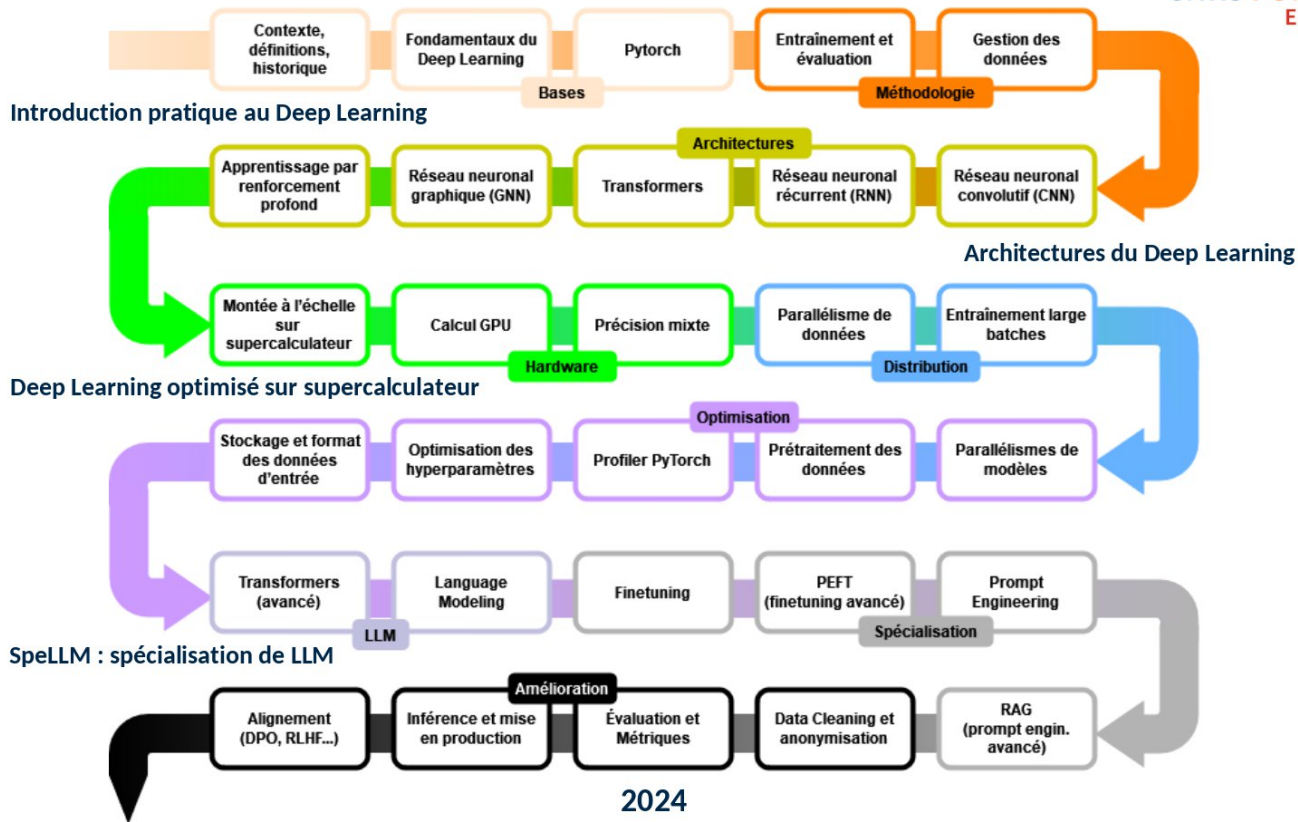 E
Contexte,
définitions,
historique
Fondamentaux du
Deep Learning
Pytorch
Entraînement et
évaluation
Gestion des
données
Bases
Méthodologie
Introduction pratique au Deep Learning
Architectures
Apprentissage par
renforcement
profond
Réseau neuronal
graphique (GNN)
Transformers
Réseau neuronal
récurrent (RNN)
Réseau neuronal
convolutif (CNN)
Architectures du Deep Learning
Montée à l'échelle
sur
supercalculateur
Calcul GPU
Précision mixte
Parallélisme de
données
Entraînement large
batches
Hardware
Distribution
Deep Learning optimisé sur supercalculateur
Optimisation
Stockage et format
des données
d'entrée
Optimisation des
hyperparamètres
Profiler PyTorch
Prétraitement des
données
Parallélismes de
modèles
Transformers
(avancé)
Language
Modeling
Finetuning
PEFT
(finetuning avancé)
Prompt
Engineering
LLM
Spécialisation
SpeLLM : spécialisation de LLM
Amélioration
Alignement
(DPO, RLHF...)
Inférence et mise
en production
Évaluation et
Métriques
Data Cleaning et
anonymisation
RAG
(prompt engin.
avancé)
2024